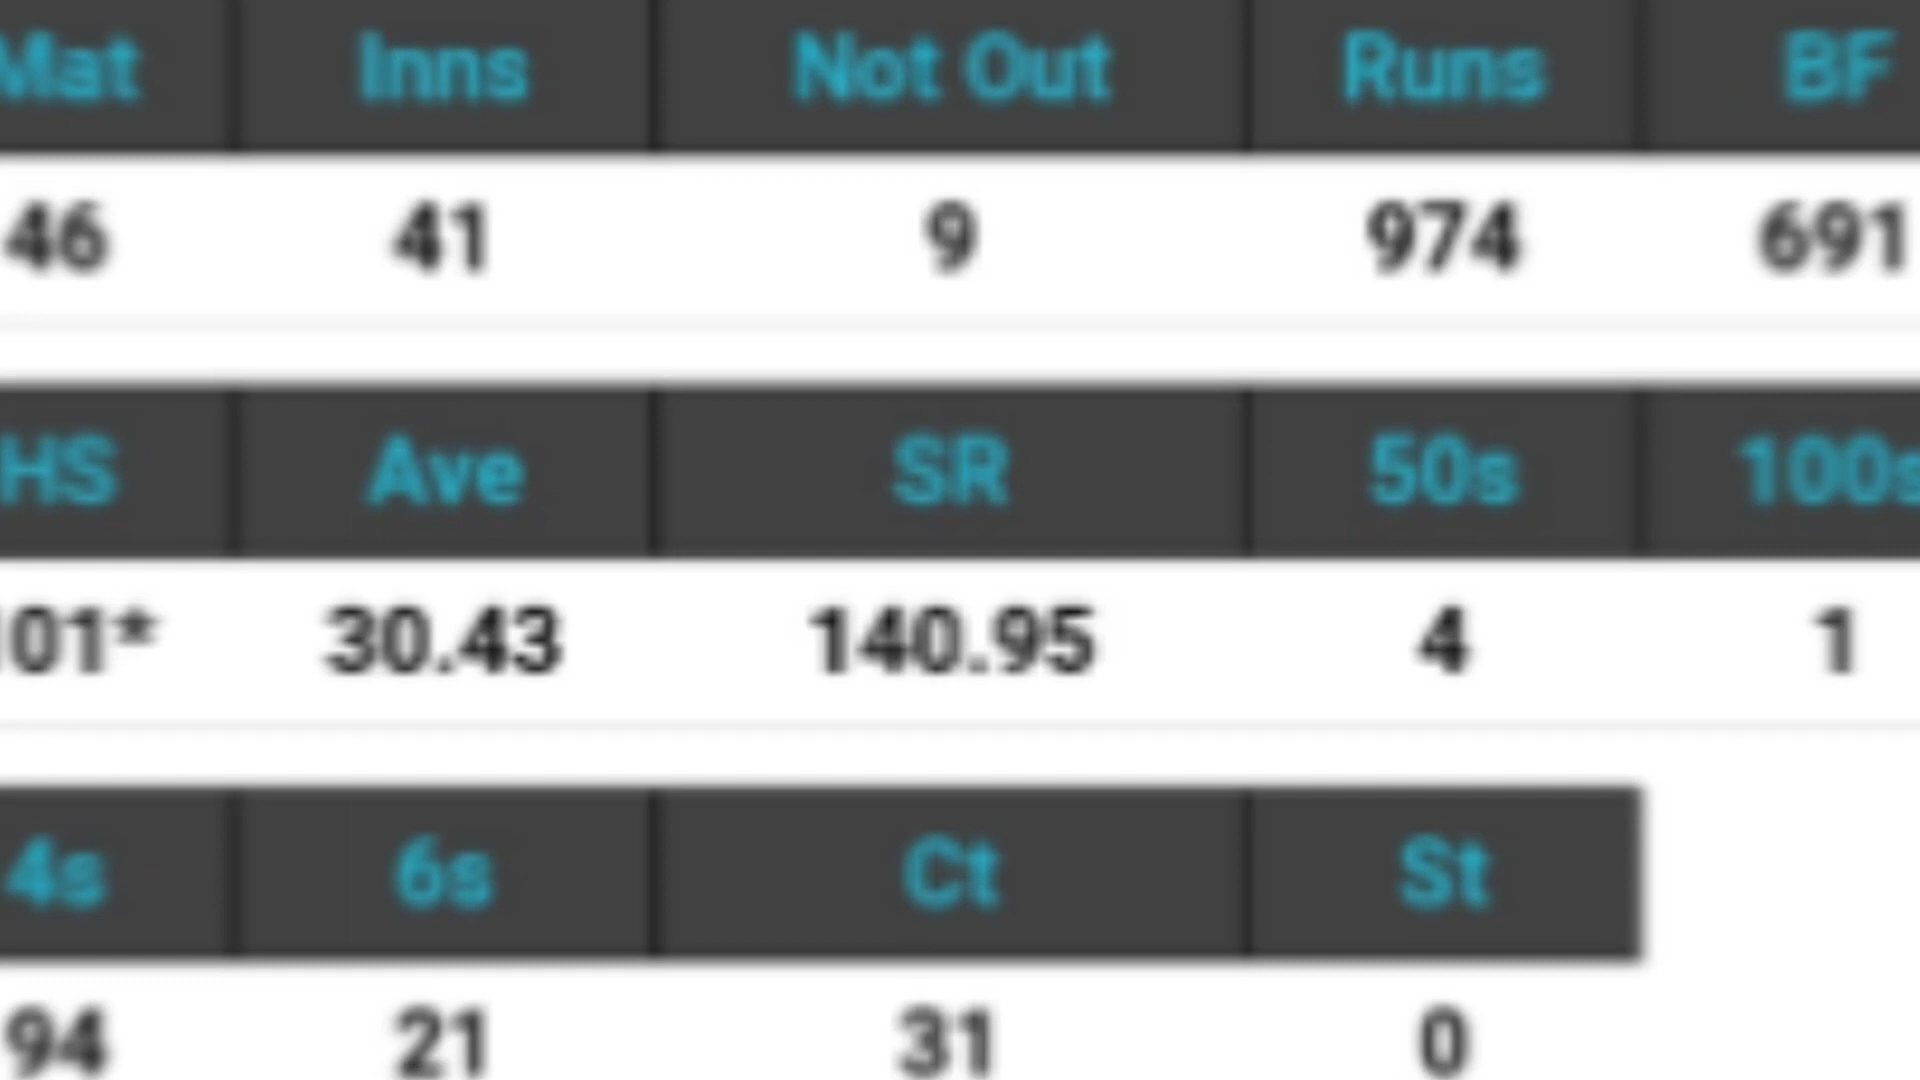 Mat Inns Not Out Runs BF
46 41 9 974 691
HS Ave SR 50s 100s
101* 30.43 140.95 4 1
4s 6s Ct St
94 21 31 0